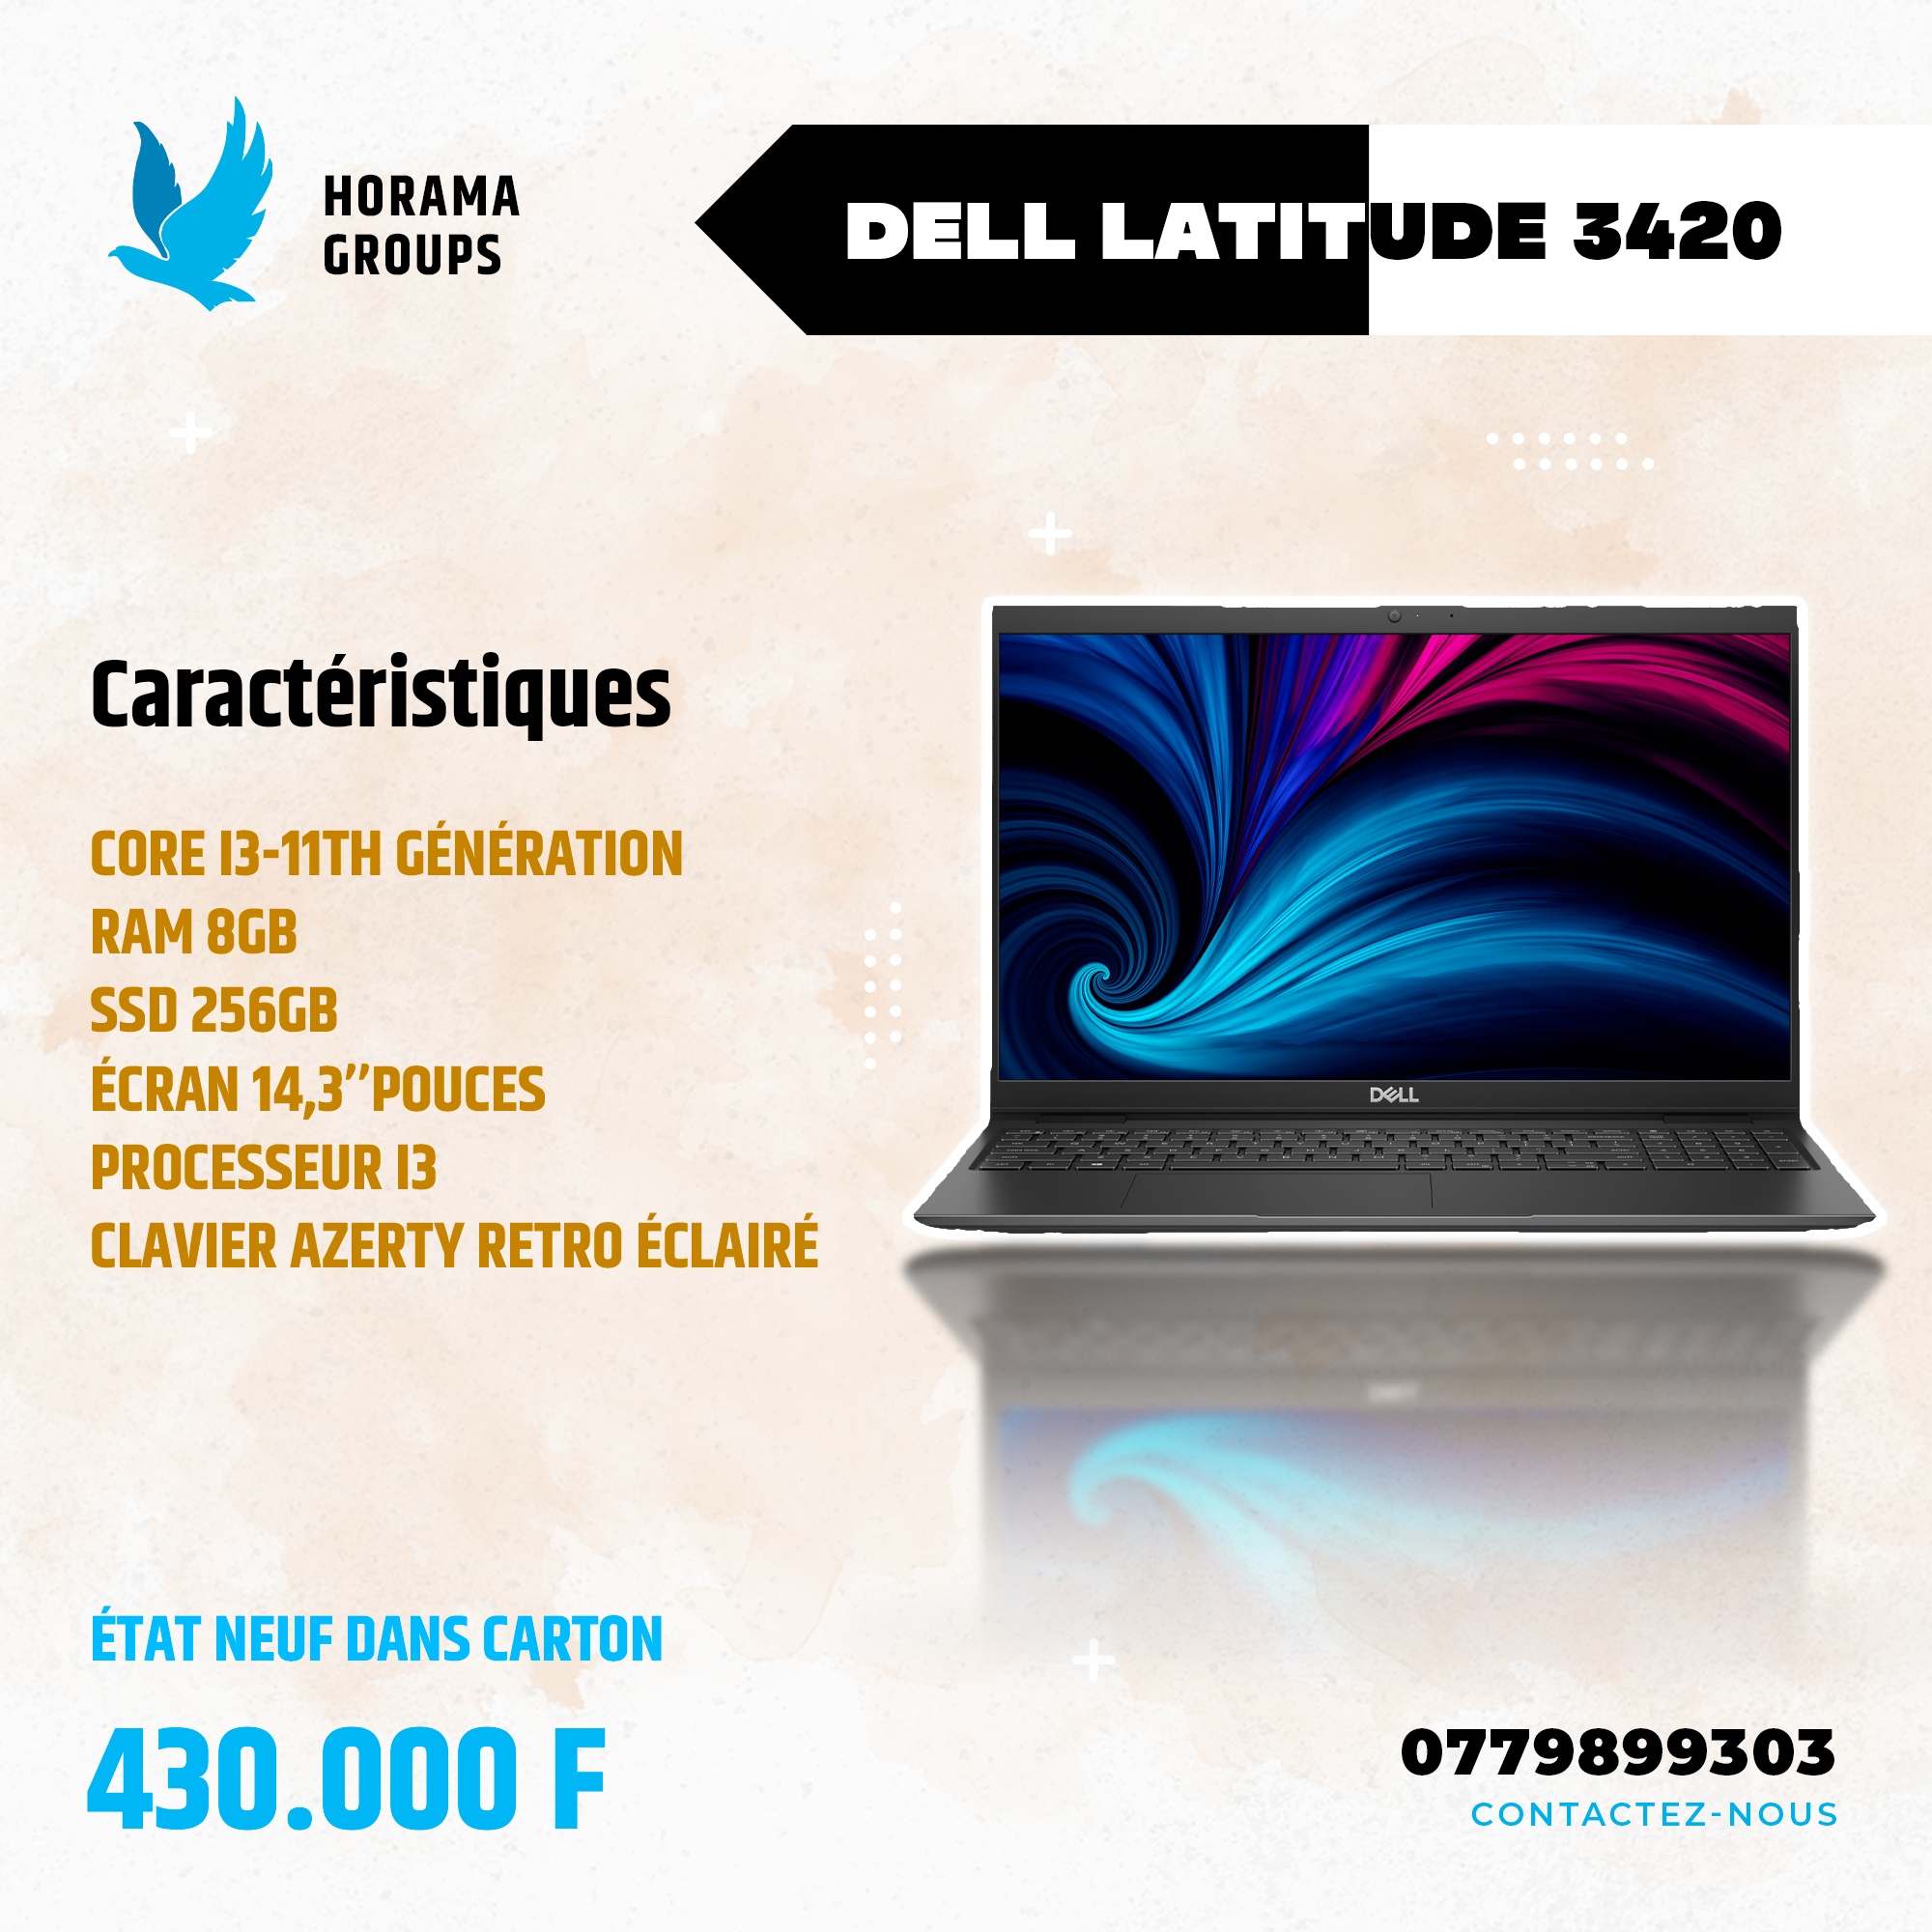 HORAMA
GROUPS
DELL LATITUDE 3420
Caractéristiques
CORE I3-11TH GÉNÉRATION
RAM 8GB
SSD 256GB
ÉCRAN 14,3’’POUCES
PROCESSEUR I3
CLAVIER AZERTY RETRO ÉCLAIRÉ
DELL
ÉTAT NEUF DANS CARTON
430.000 F
0779899303
CONTACTEZ-NOUS